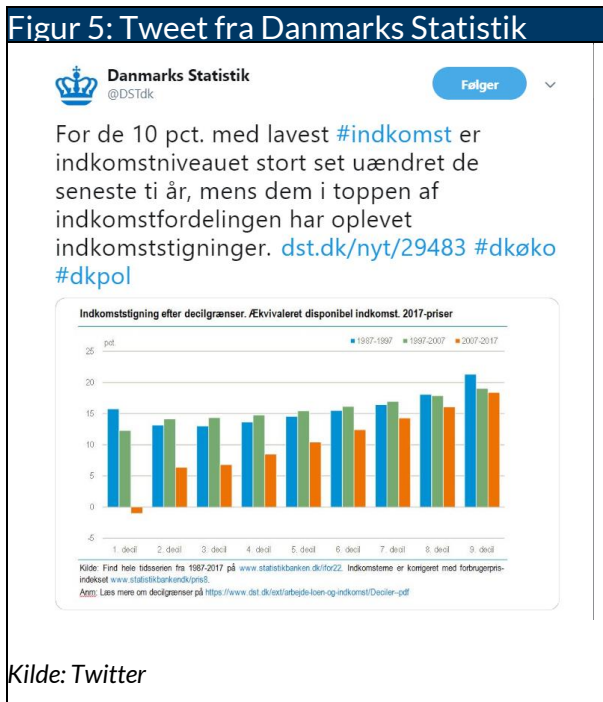 Figur 5: Tweet fra Danmarks Statistik
Danmarks Statistik
@DSTdk
Følger
For de 10 pct. med lavest #indkomst er
indkomstniveauet stort set uændret de
seneste ti år, mens dem i toppen af
indkomstfordelingen har oplevet
indkomststigninger. dst.dk/nyt/29483 #dkøko
#dkpol
Indkomststigning efter decilgrænser. Ækvivaleret disponibel indkomst. 2017-priser
pct.
1987-1997 1997-2007 2007-2017
25
20
15
10
5
0
-5
1. decil 2. decil 3. decil 4. decil 5. decil 6. decil 7. decil 8. decil 9. decil
Kilde: Find hele tidsserien fra 1987-2017 på www.statistikbanken.dk/ifor22. Indkomsterne er korrigeret med forbrugerpris-
indekset www.statistikbankendk/pris8.
Anm: Læs mere om decilgrænser på https://www.dst.dk/ext/arbejde-loen-og-indkomst/Deciler--pdf
Kilde: Twitter